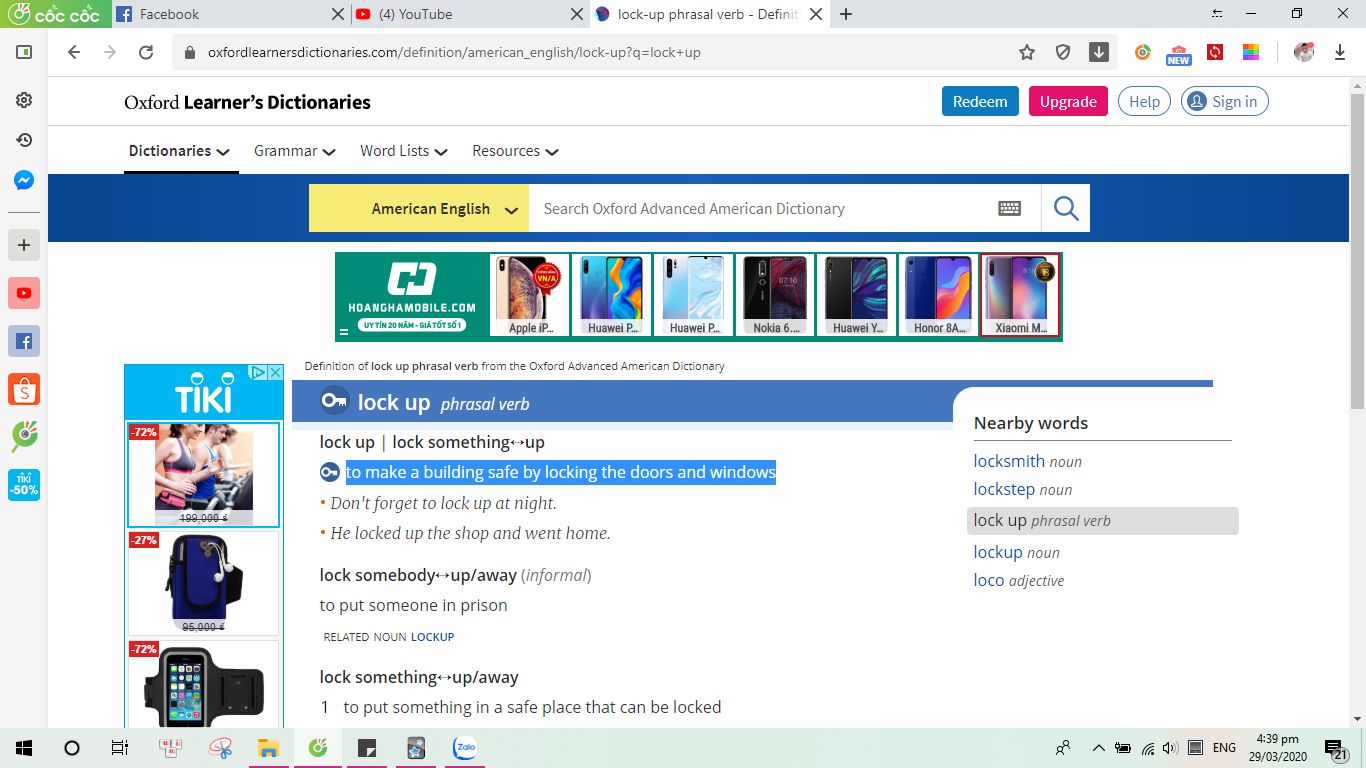 cốc cốc
Facebook
(4) YouTube
lock-up phrasal verb - Definit
oxfordlearnersdictionaries.com/definition/american_english/lock-up?q=lock+up
NEW
Oxford Learner's Dictionaries
Redeem
Upgrade
Help
Sign in
Dictionaries
Grammar
Word Lists
Resources
American English
Search Oxford Advanced American Dictionary
HOANGHAMOBILE.COM
UY TÍN 20 NĂM - GIÁ TỐT SỐ 1
VN/A
Apple iP...
Huawei P...
Huawei P...
07:10
Nokia 6....
Huawei Y...
Honor 8A...
18
Xiaomi M...
Definition of lock up phrasal verb from the Oxford Advanced American Dictionary
TIKI
-72%
199,000 ₫
-27%
95,000 ₫
-72%
TIKI
-50%
lock up phrasal verb
lock up | lock something↔up
to make a building safe by locking the doors and windows
• Don't forget to lock up at night.
• He locked up the shop and went home.
lock somebody↔up/away (informal)
to put someone in prison
RELATED NOUN LOCKUP
lock something↔up/away
1 to put something in a safe place that can be locked
Nearby words
locksmith noun
lockstep noun
lock up phrasal verb
lockup noun
loco adjective
Zalo
ENG
4:39 pm
29/03/2020
21